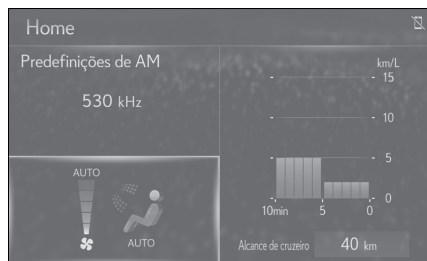 Home
Predefinições de AM
530 kHz
AUTO
AUTO
km/L
15
10
5
0
10min 5 0
Alcance de cruzeiro 40 km